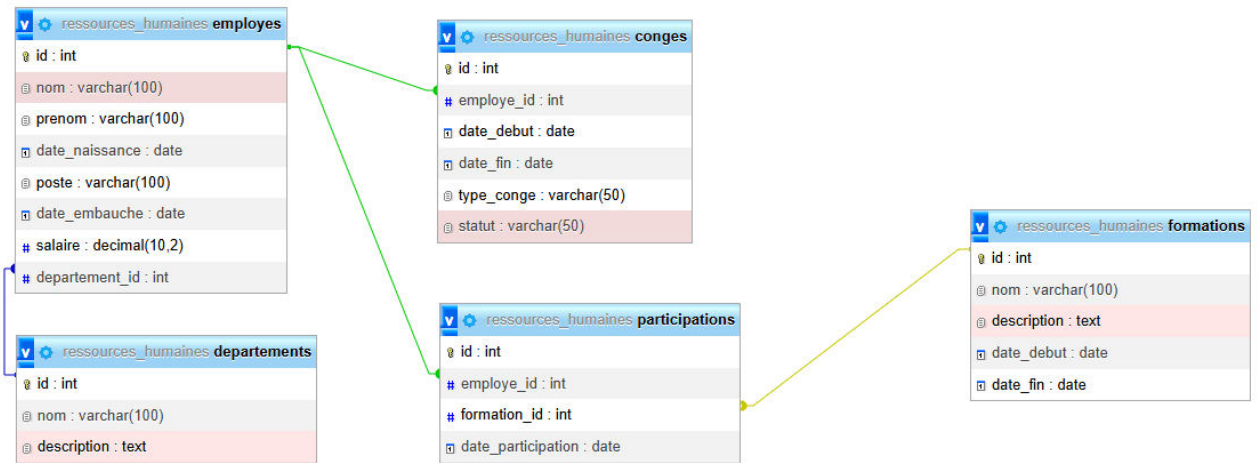 ressources_humaines employes
id : int
nom : varchar(100)
prenom : varchar(100)
date_naissance : date
poste : varchar(100)
date_embauche : date
salaire : decimal(10,2)
departement_id : int
ressources_humaines departements
id : int
nom : varchar(100)
description : text
ressources_humaines conges
id : int
employe_id : int
date_debut : date
date_fin : date
type_conge : varchar(50)
statut : varchar(50)
ressources_humaines participations
id : int
employe_id : int
formation_id : int
date_participation : date
ressources_humaines formations
id : int
nom : varchar(100)
description : text
date_debut : date
date_fin : date